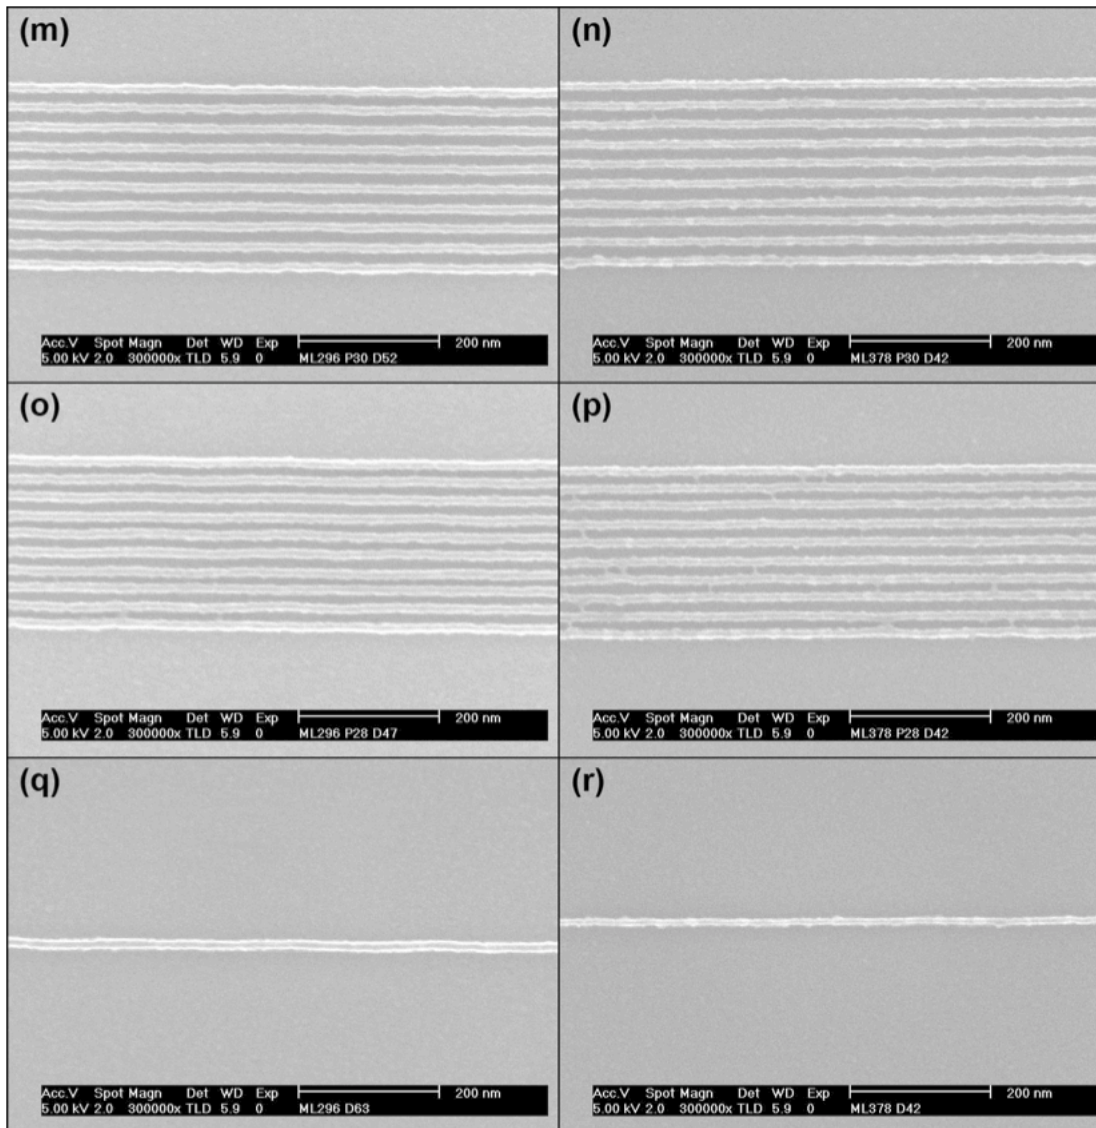 (m)
Acc.V Spot Magn Det WD Exp 200 nm
5.00 kV 2.0 300000x TLD 5.9 0 ML296 P30 D52
(n)
Acc.V Spot Magn Det WD Exp 200 nm
5.00 kV 2.0 300000x TLD 5.9 0 ML378 P30 D42
(o)
Acc.V Spot Magn Det WD Exp 200 nm
5.00 kV 2.0 300000x TLD 5.9 0 ML296 P28 D47
(p)
Acc.V Spot Magn Det WD Exp 200 nm
5.00 kV 2.0 300000x TLD 5.9 0 ML378 P28 D42
(q)
Acc.V Spot Magn Det WD Exp 200 nm
5.00 kV 2.0 300000x TLD 5.9 0 ML296 D63
(r)
Acc.V Spot Magn Det WD Exp 200 nm
5.00 kV 2.0 300000x TLD 5.9 0 ML378 D42